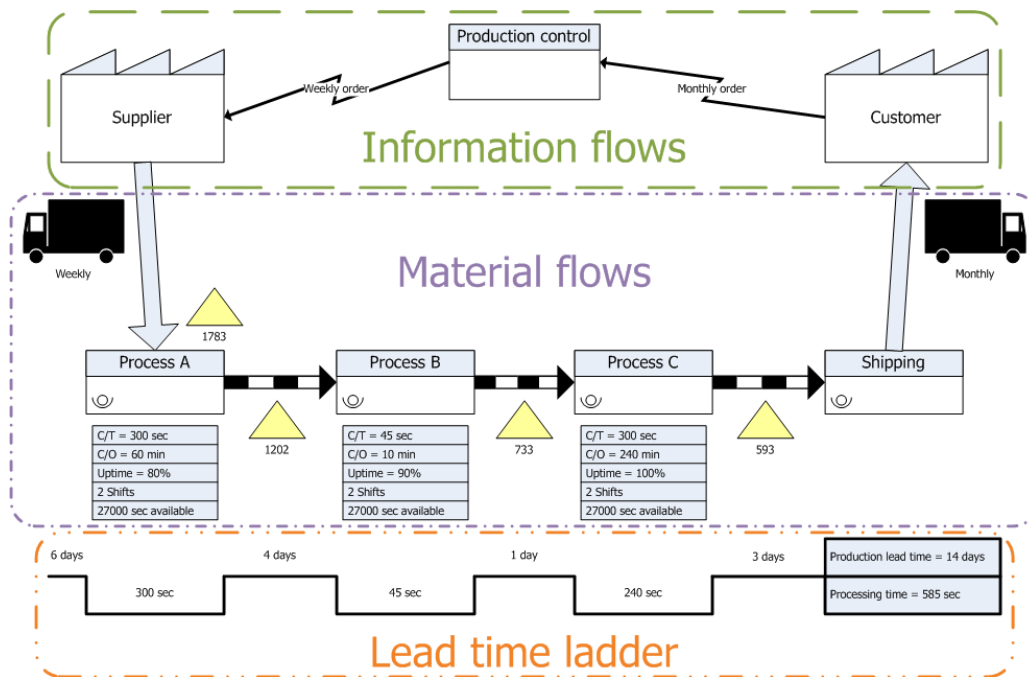 Production control
Weekly order
Monthly order
Supplier
Customer
Information flows
Weekly
Material flows
Monthly
1783
Process A
Process B
Process C
Shipping
1202
733
593
C/T = 300 sec
C/O = 60 min
Uptime = 80%
2 Shifts
27000 sec available
C/T = 45 sec
C/O = 10 min
Uptime = 90%
2 Shifts
27000 sec available
C/T = 300 sec
C/O = 240 min
Uptime = 100%
2 Shifts
27000 sec available
6 days
4 days
1 day
3 days
Production lead time = 14 days
300 sec
45 sec
240 sec
Processing time = 585 sec
Lead time ladder